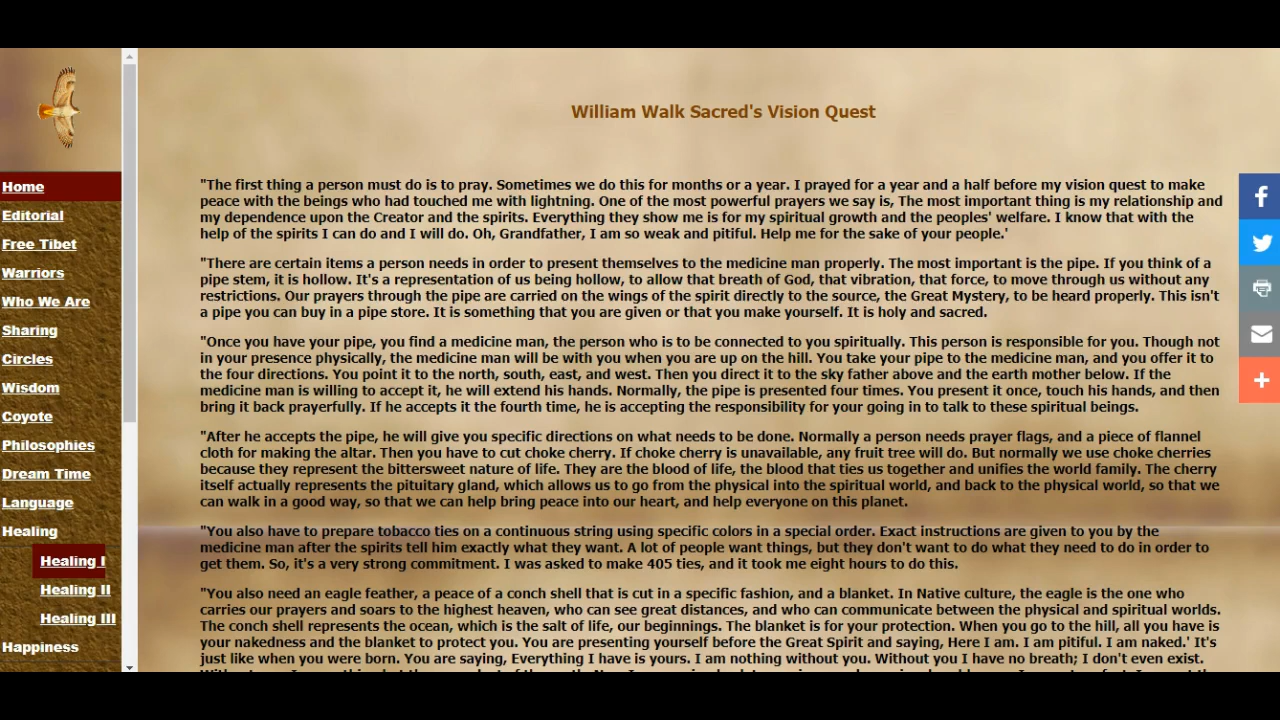 William Walk Sacred's Vision Quest
Home
Editorial
Free Tibet
Warriors
Who We Are
Sharing
Circles
Wisdom
Coyote
Philosophies
Dream Time
Language
Healing
Healing I
Healing II
Healing III
Happiness
"The first thing a person must do is to pray. Sometimes we do this for months or a year. I prayed for a year and a half before my vision quest to make
peace with the beings who had touched me with lightning. One of the most powerful prayers we say is, The most important thing is my relationship and
my dependence upon the Creator and the spirits. Everything they show me is for my spiritual growth and the peoples' welfare. I know that with the
help of the spirits I can do and I will do. Oh, Grandfather, I am so weak and pitiful. Help me for the sake of your people.'
"There are certain items a person needs in order to present themselves to the medicine man properly. The most important is the pipe. If you think of a
pipe stem, it is hollow. It's a representation of us being hollow, to allow that breath of God, that vibration, that force, to move through us without any
restrictions. Our prayers through the pipe are carried on the wings of the spirit directly to the source, the Great Mystery, to be heard properly. This isn't
a pipe you can buy in a pipe store. It is something that you are given or that you make yourself. It is holy and sacred.
"Once you have your pipe, you find a medicine man, the person who is to be connected to you spiritually. This person is responsible for you. Though not
in your presence physically, the medicine man will be with you when you are up on the hill. You take your pipe to the medicine man, and you offer it to
the four directions. You point it to the north, south, east, and west. Then you direct it to the sky father above and the earth mother below. If the
medicine man is willing to accept it, he will extend his hands. Normally, the pipe is presented four times. You present it once, touch his hands, and then
bring it back prayerfully. If he accepts it the fourth time, he is accepting the responsibility for your going in to talk to these spiritual beings.
"After he accepts the pipe, he will give you specific directions on what needs to be done. Normally a person needs prayer flags, and a piece of flannel
cloth for making the altar. Then you have to cut choke cherry. If choke cherry is unavailable, any fruit tree will do. But normally we use choke cherries
because they represent the bittersweet nature of life. They are the blood of life, the blood that ties us together and unifies the world family. The cherry
itself actually represents the pituitary gland, which allows us to go from the physical into the spiritual world, and back to the physical world, so that we
can walk in a good way, so that we can help bring peace into our heart, and help everyone on this planet.
"You also have to prepare tobacco ties on a continuous string using specific colors in a special order. Exact instructions are given to you by the
medicine man after the spirits tell him exactly what they want. A lot of people want things, but they don't want to do what they need to do in order to
get them. So, it's a very strong commitment. I was asked to make 405 ties, and it took me eight hours to do this.
"You also need an eagle feather, a peace of a conch shell that is cut in a specific fashion, and a blanket. In Native culture, the eagle is the one who
carries our prayers and soars to the highest heaven, who can see great distances, and who can communicate between the physical and spiritual worlds.
The conch shell represents the ocean, which is the salt of life, our beginnings. The blanket is for your protection. When you go to the hill, all you have is
your nakedness and the blanket to protect you. You are presenting yourself before the Great Spirit and saying, Here I am. I am pitiful. I am naked.' It's
just like when you were born. You are saying, Everything I have is yours. I am nothing without you. Without you I have no breath; I don't even exist.